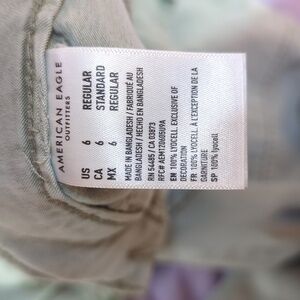 AMERICAN EAGLE
OUTFITTERS
US 6 REGULAR
CA 6 STANDARD
MX 6 REGULAR
MADE IN BANGLADESH / FABRIQUÉ AU
BANGLADESH / HECHO EN BANGLADESH
RN 54485 / CA 03873
RFC# AEM120608U9A
EN 100% LYOCELL EXCLUSIVE OF
DECORATION
FR 100% LYOCELL À L'EXCEPTION DE LA
GARNITURE
SP 100% lyocell